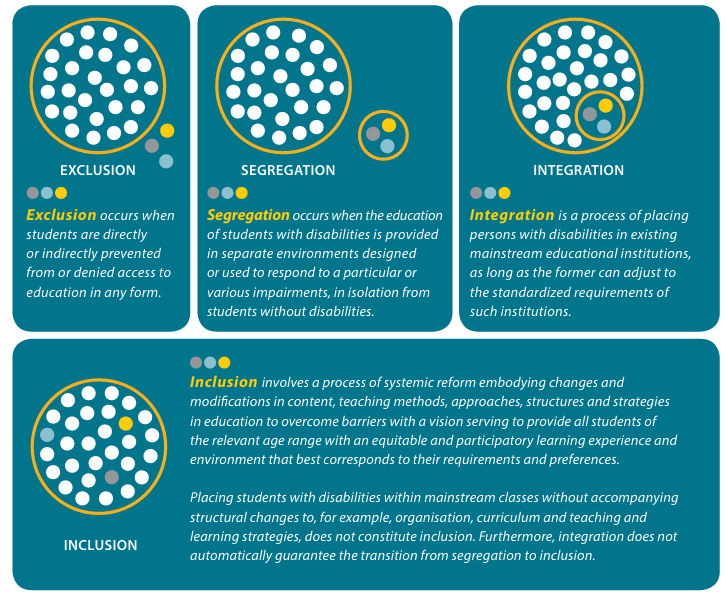 EXCLUSION
Exclusion occurs when
students are directly
or indirectly prevented
from or denied access to
education in any form.
SEGREGATION
Segregation occurs when the education
of students with disabilities is provided
in separate environments designed
or used to respond to a particular or
various impairments, in isolation from
students without disabilities.
INTEGRATION
Integration is a process of placing
persons with disabilities in existing
mainstream educational institutions,
as long as the former can adjust to
the standardized requirements of
such institutions.
INCLUSION
Inclusion involves a process of systemic reform embodying changes and
modifications in content, teaching methods, approaches, structures and strategies
in education to overcome barriers with a vision serving to provide all students of
the relevant age range with an equitable and participatory learning experience and
environment that best corresponds to their requirements and preferences.
Placing students with disabilities within mainstream classes without accompanying
structural changes to, for example, organisation, curriculum and teaching and
learning strategies, does not constitute inclusion. Furthermore, integration does not
automatically guarantee the transition from segregation to inclusion.